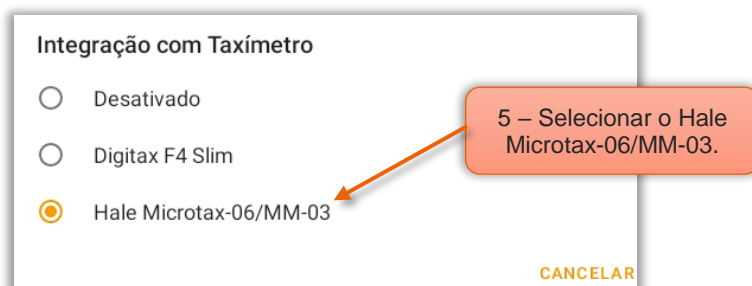 Integração com Taxímetro
Desativado
Digitax F4 Slim
Hale Microtax-06/MM-03
5 – Selecionar o Hale
Microtax-06/MM-03.
CANCELAR